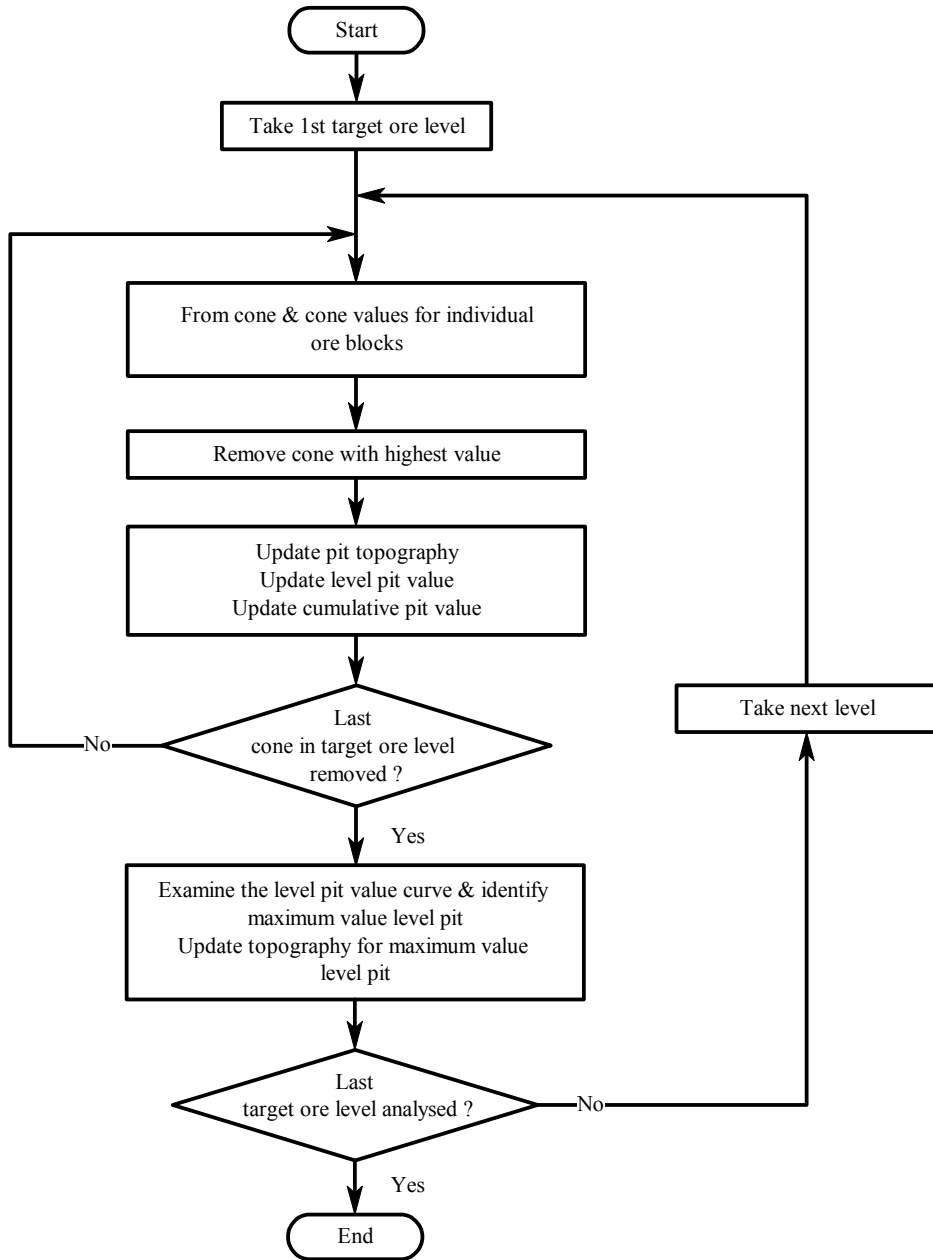 Start
Take 1st target ore level
From cone & cone values for individual
ore blocks
Remove cone with highest value
Update pit topography
Update level pit value
Update cumulative pit value
Last
cone in target ore level
removed ?
No
Take next level
Yes
Examine the level pit value curve & identify
maximum value level pit
Update topography for maximum value
level pit
Last
target ore level analysed ?
No
Yes
End